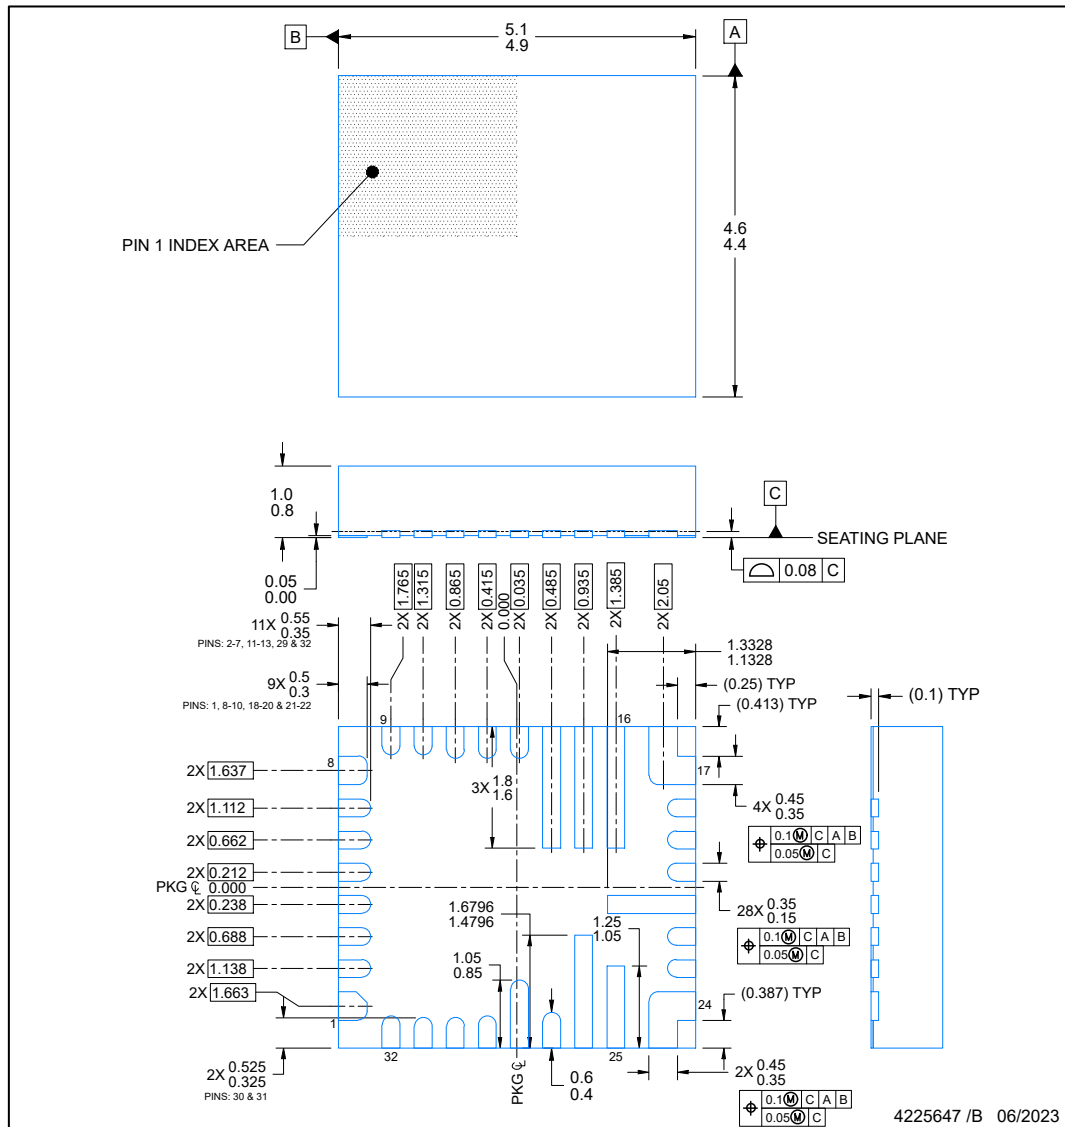 B
5.1
4.9
A
PIN 1 INDEX AREA
4.6
4.4
1.0
0.8
C
SEATING PLANE
0.08 C
0.05
0.00
2X 1.765
2X 1.315
2X 0.865
2X 0.415
0.000
2X 0.035
2X 0.485
2X 0.935
2X 1.385
2X 2.05
11X 0.55
0.35
PINS: 2-7, 11-13, 29 & 32
1.3328
1.1328
9X 0.5
0.3
PINS: 1, 8-10, 18-20 & 21-22
(0.25) TYP
(0.413) TYP
(0.1) TYP
9
16
8
17
2X 1.637
3X 1.8
1.6
4X 0.45
0.35
0.1 Ⓜ C A B
0.05 Ⓜ C
2X 1.112
2X 0.662
2X 0.212
PKG ℄ 0.000
2X 0.238
28X 0.35
0.15
0.1 Ⓜ C A B
0.05 Ⓜ C
1.6796
1.4796
1.25
1.05
2X 0.688
1.05
0.85
2X 1.138
2X 1.663
(0.387) TYP
1
24
32
25
2X 0.525
0.325
PINS: 30 & 31
PKG ℄
0.6
0.4
2X 0.45
0.35
0.1 Ⓜ C A B
0.05 Ⓜ C
4225647 /B 06/2023